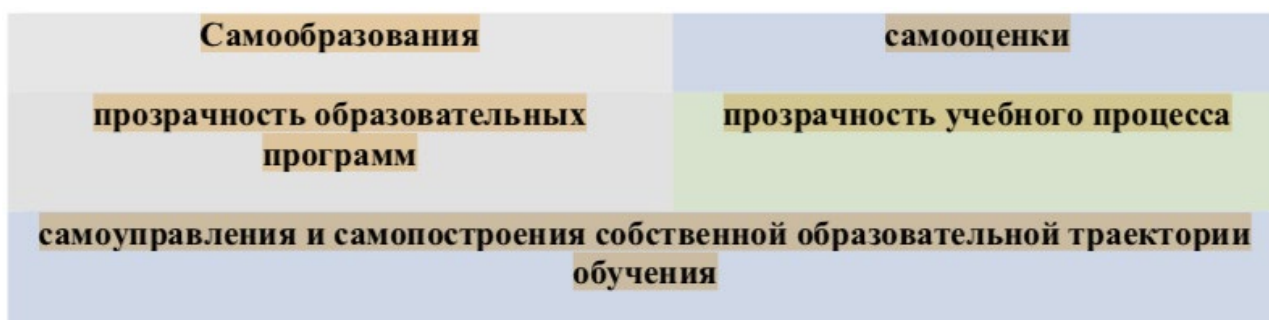 Самообразования
самооценки
прозрачность образовательных
программ
прозрачность учебного процесса
самоуправления и самопостроения собственной образовательной траектории
обучения